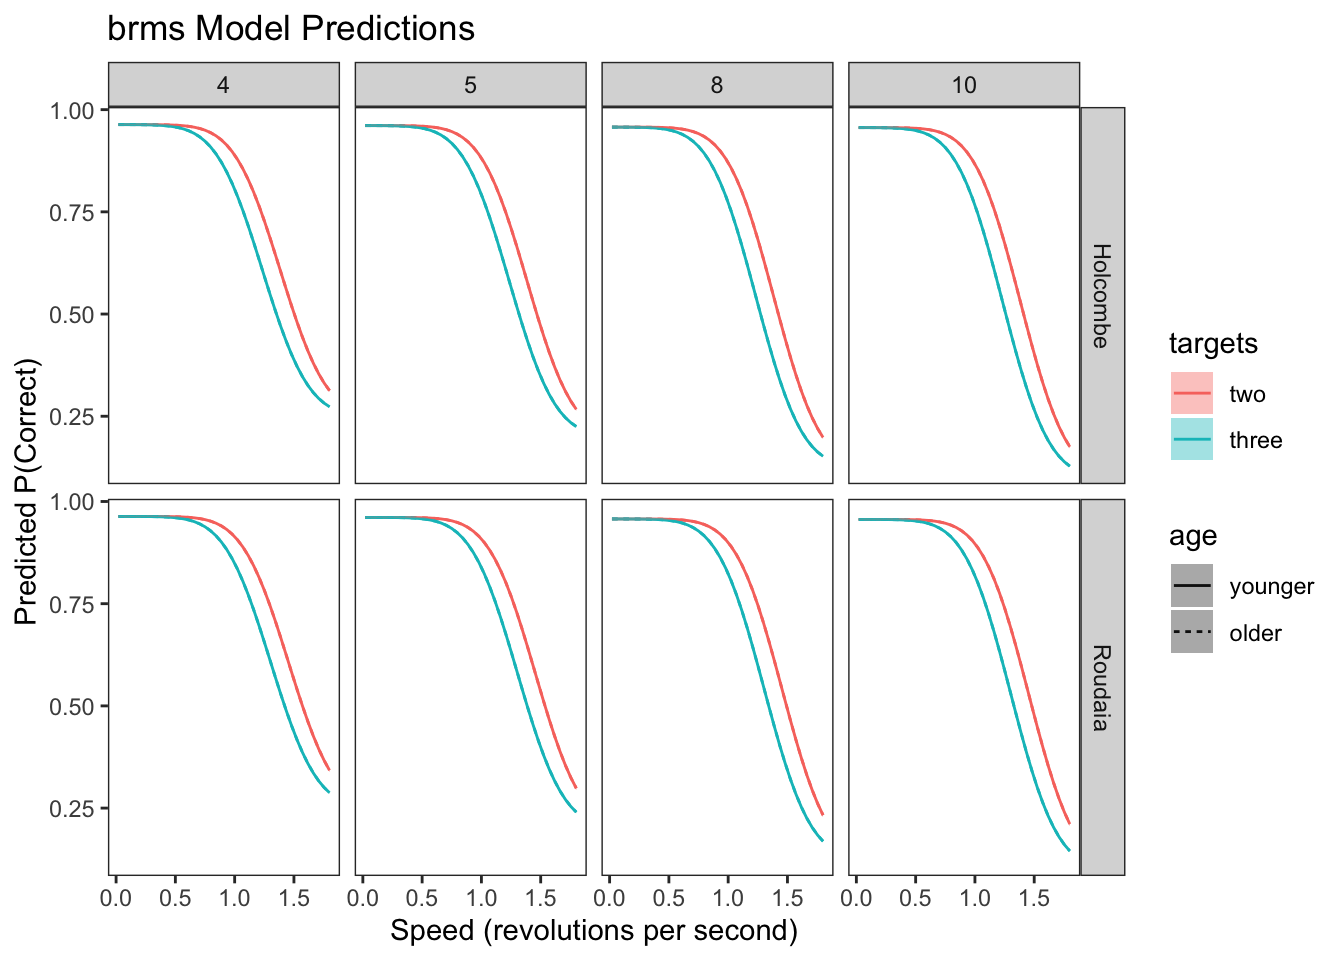 brms Model Predictions
4 5 8 10
1.00
0.75
0.50
0.25
Holcombe
1.00
0.75
0.50
0.25
Roudaia
0.0 0.5 1.0 1.5 0.0 0.5 1.0 1.5 0.0 0.5 1.0 1.5 0.0 0.5 1.0 1.5
Speed (revolutions per second)
Predicted P(Correct)
targets
two
three
age
younger
older